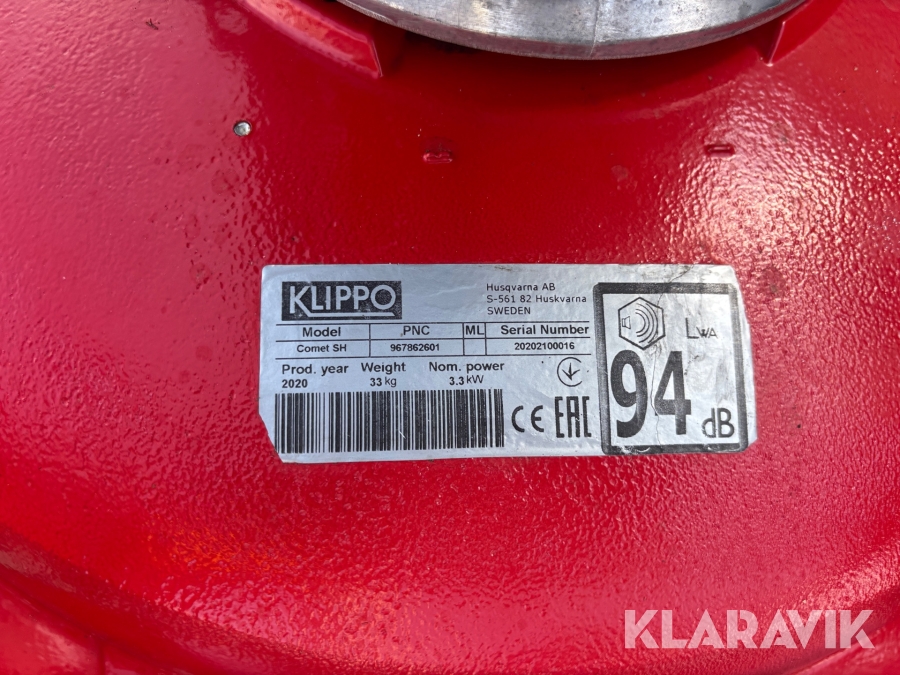 KLIPPO
Husqvarna AB
S-561 82 Huskvarna
SWEDEN
Model PNC ML Serial Number
Comet SH 967862601 20202100016
Prod. year Weight Nom. power
2020 33 kg 3.3 kW
CE EAC
LWA
94 dB
KLARAVIK